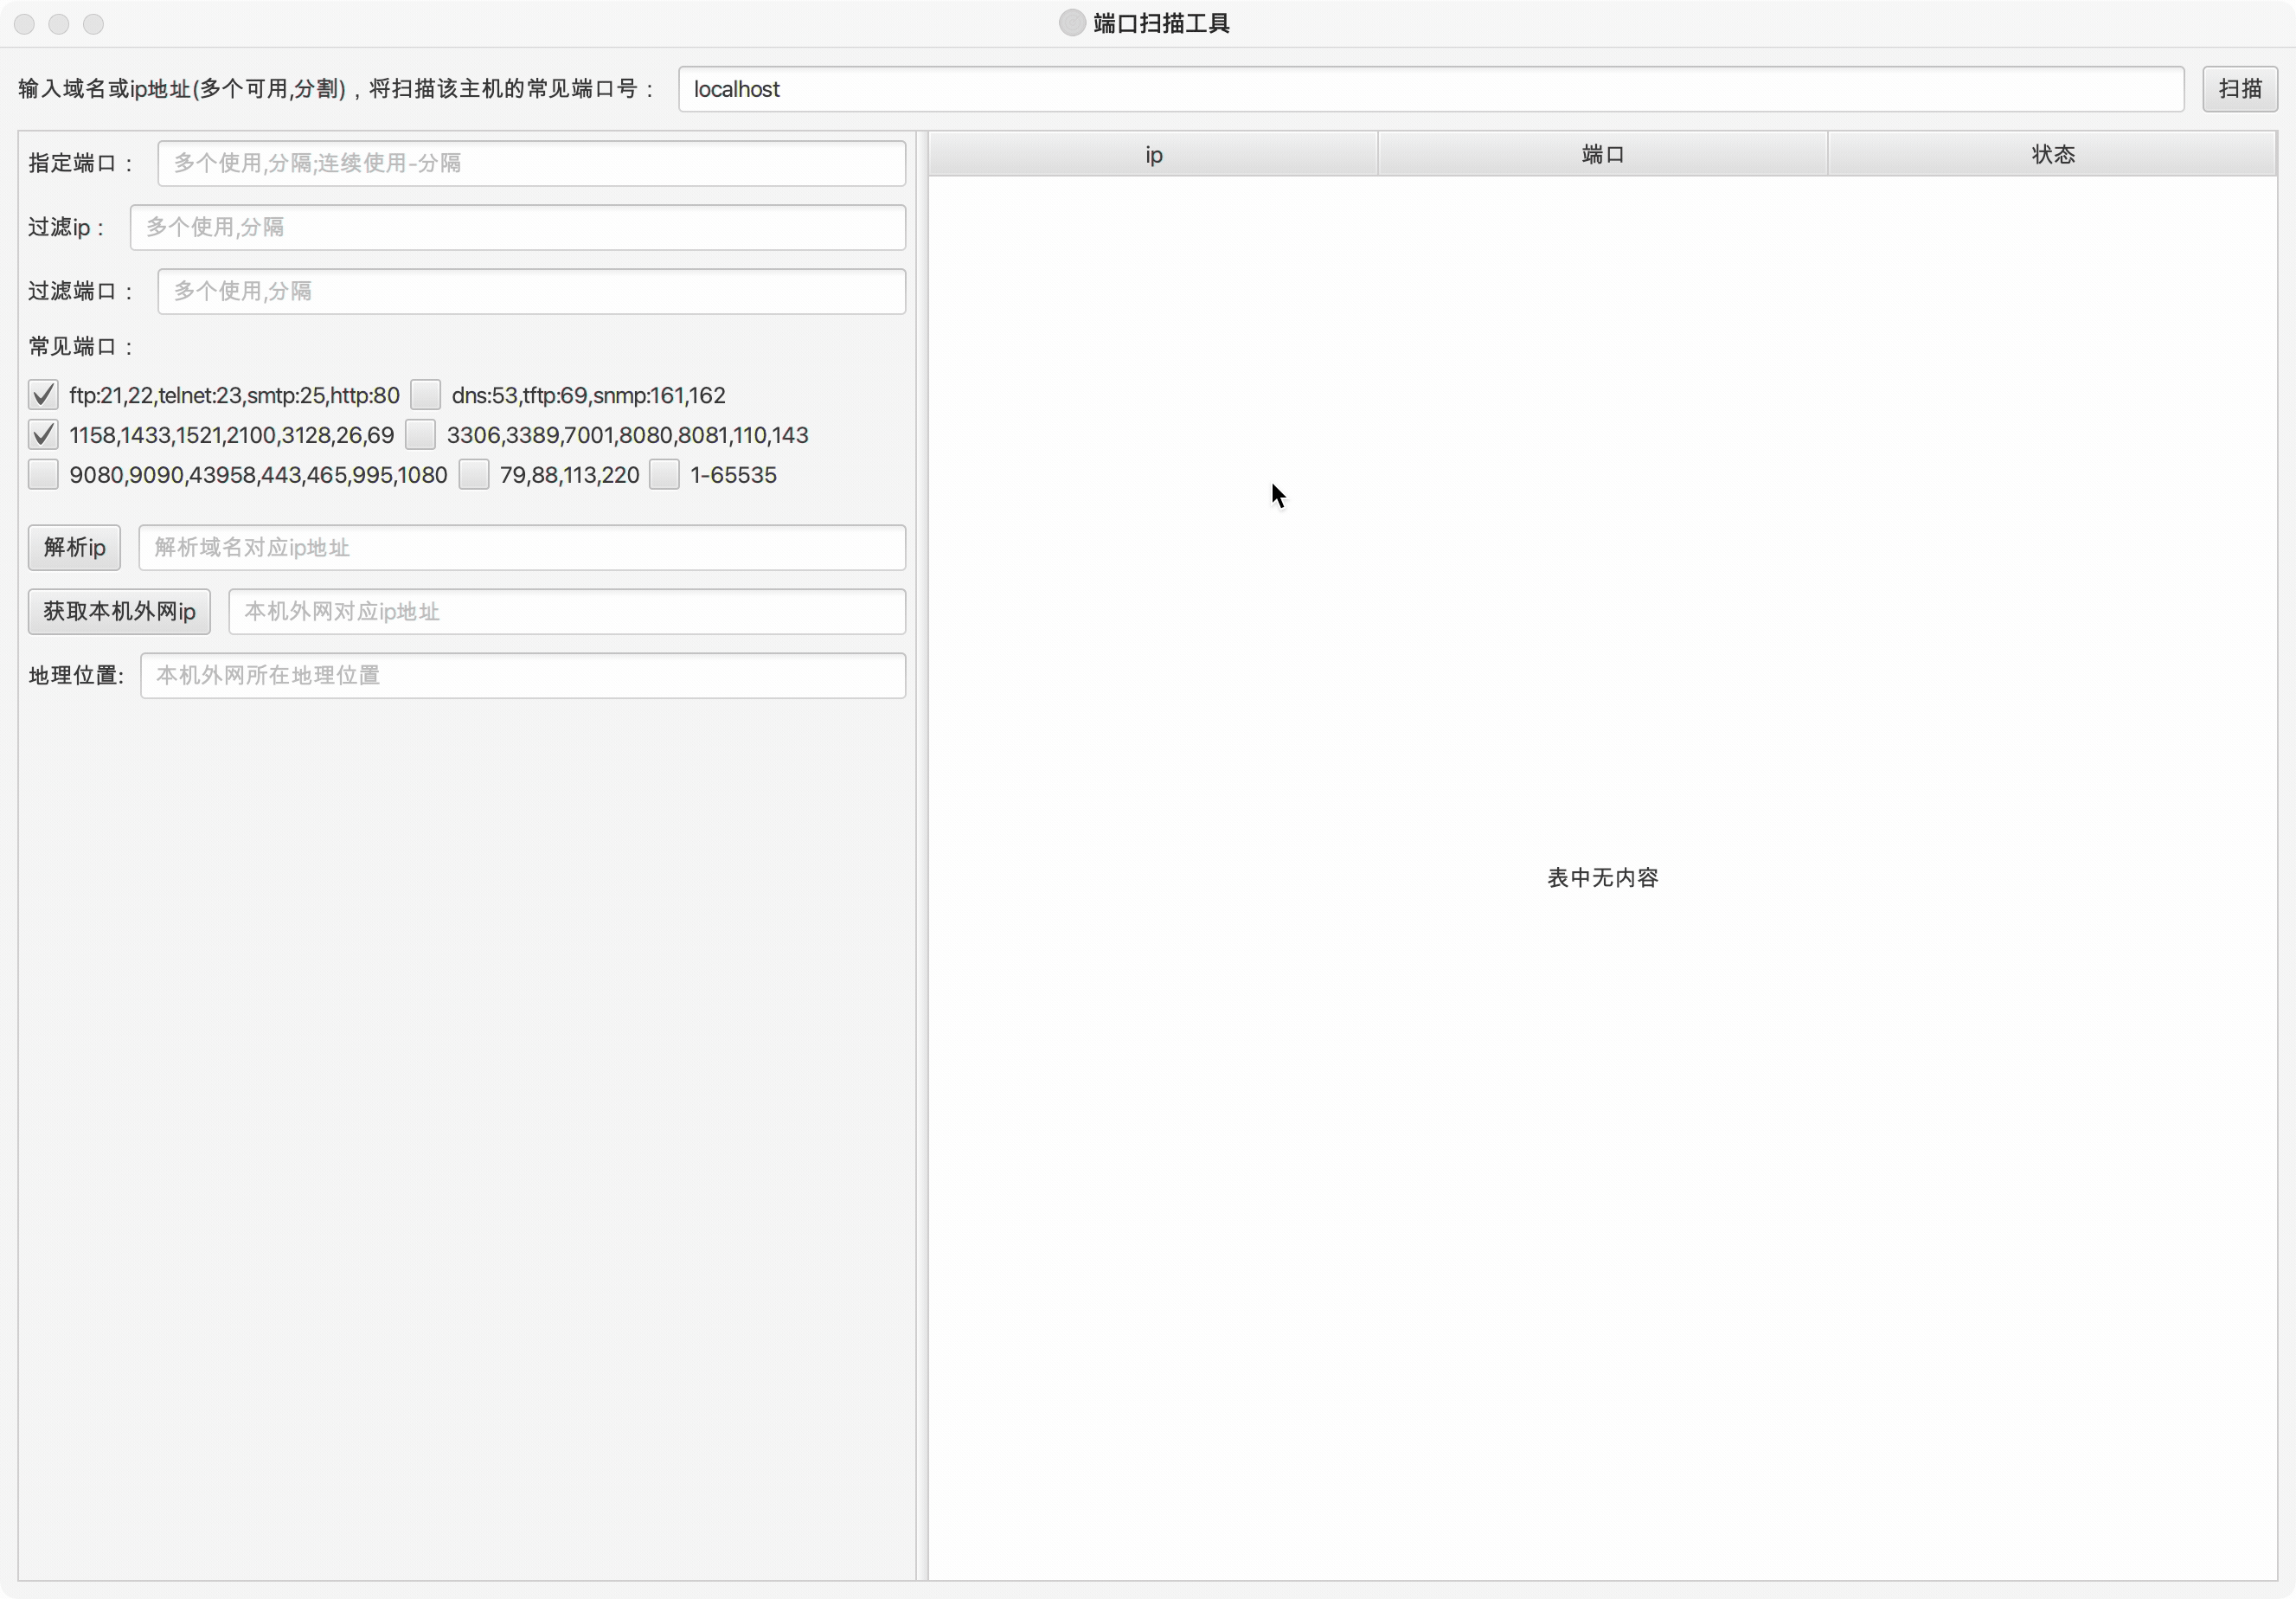 端口扫描工具
输入域名或ip地址(多个可用,分割)，将扫描该主机的常见端口号： localhost 扫描
指定端口： 多个使用,分隔;连续使用-分隔
过滤ip： 多个使用,分隔
过滤端口： 多个使用,分隔
常见端口：
ftp:21,22,telnet:23,smtp:25,http:80 dns:53,tftp:69,snmp:161,162
1158,1433,1521,2100,3128,26,69 3306,3389,7001,8080,8081,110,143
9080,9090,43958,443,465,995,1080 79,88,113,220 1-65535
解析ip 解析域名对应ip地址
获取本机外网ip 本机外网对应ip地址
地理位置: 本机外网所在地理位置
ip 端口 状态
表中无内容